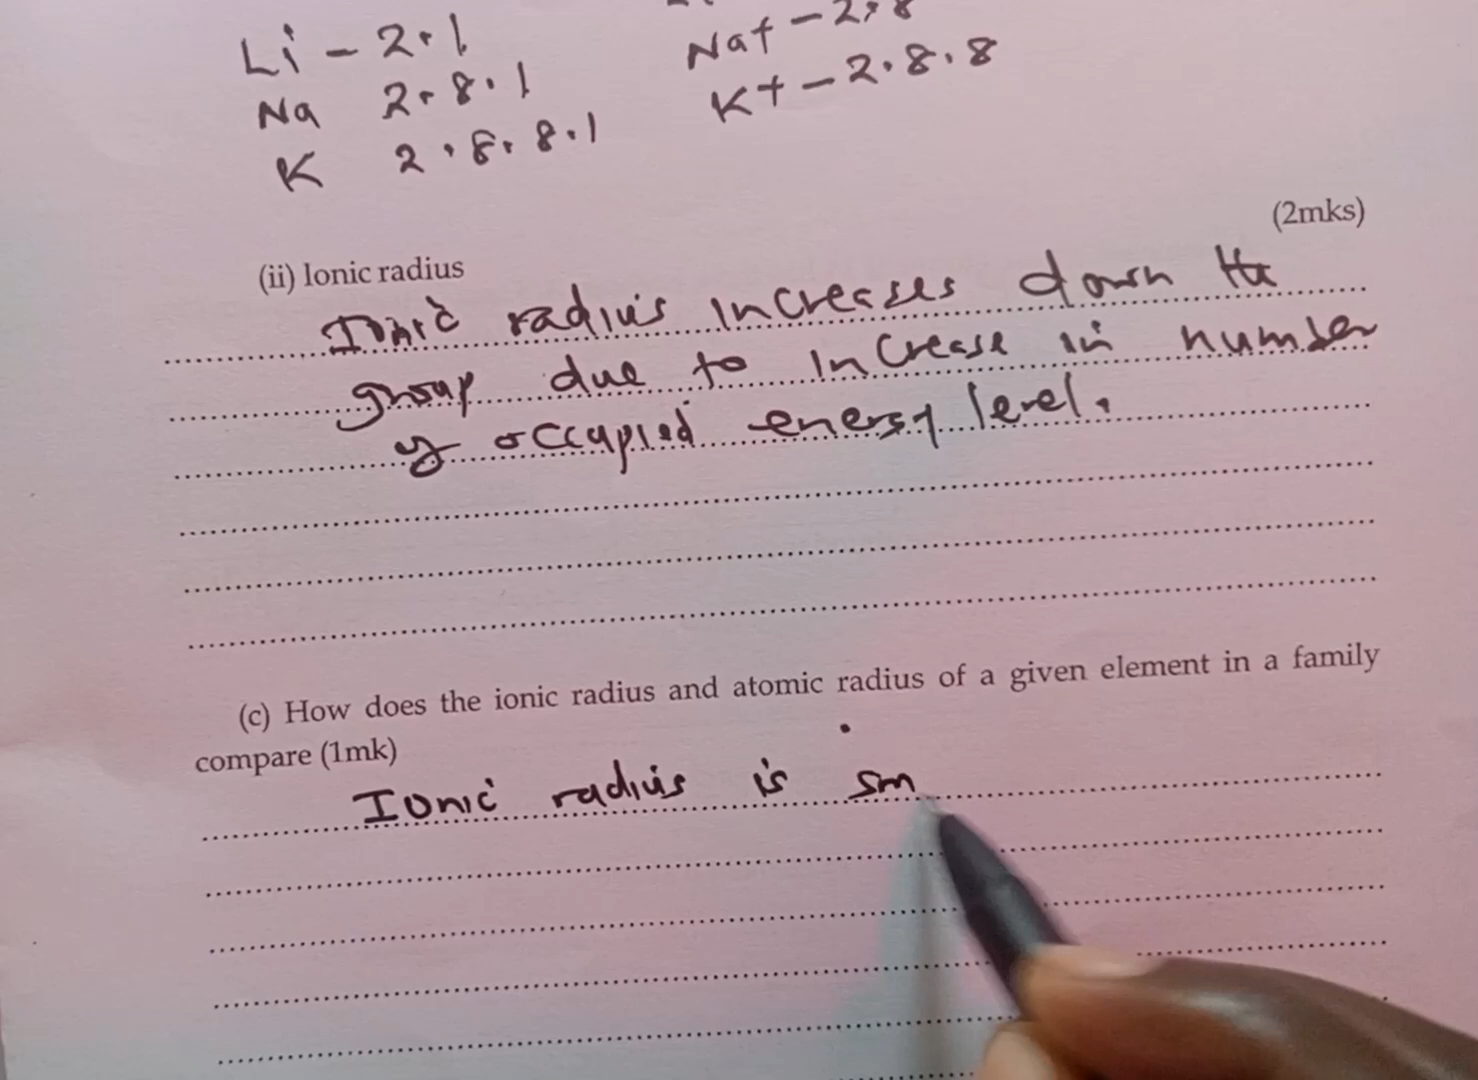 Li - 2.1
Na+ - 2.8
Na 2.8.1
K+ - 2.8.8
K 2.8.8.1
(2mks)
(ii) Ionic radius
Ionic radius increases down the
group due to increase in number
of occupied energy level.
(c) How does the ionic radius and atomic radius of a given element in a family
compare (1mk)
Ionic radius is sm